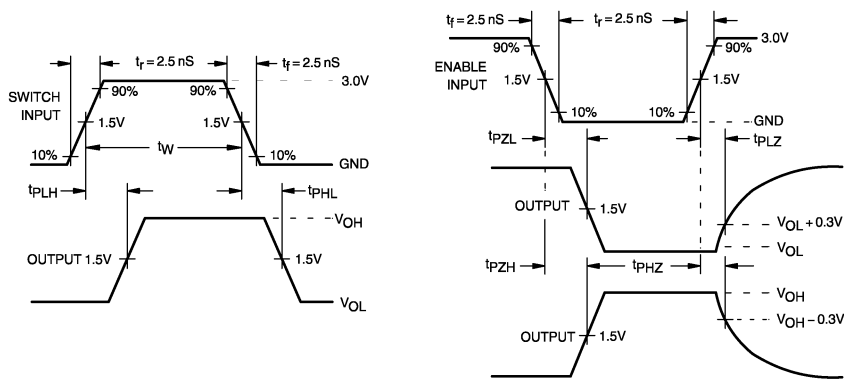 tr = 2.5 nS
tf = 2.5 nS
3.0V
SWITCH
INPUT
90%
90%
1.5V
1.5V
10%
tW
10%
GND
tPLH
tPHL
VOH
OUTPUT 1.5V
1.5V
VOL
tf = 2.5 nS
tr = 2.5 nS
3.0V
90%
90%
ENABLE
INPUT
1.5V
1.5V
10%
10%
GND
tPZL
tPLZ
OUTPUT
1.5V
VOL + 0.3V
VOL
tPZH
tPHZ
VOH
VOH – 0.3V
OUTPUT
1.5V